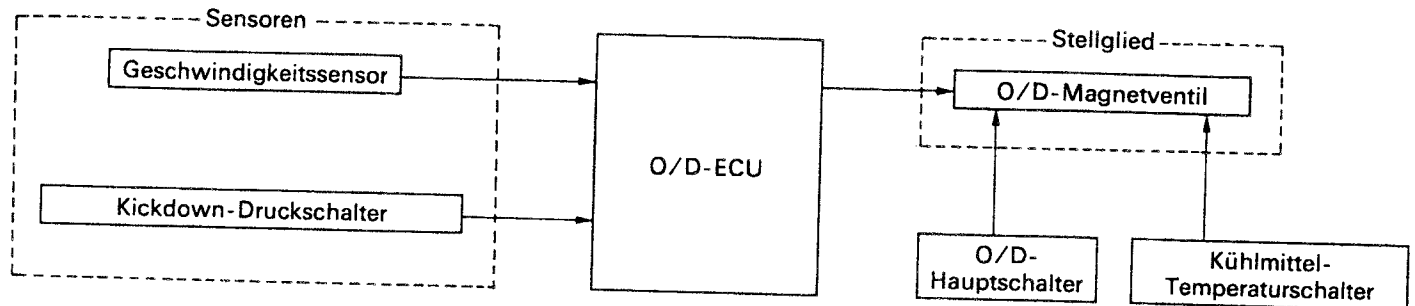 Sensoren
Geschwindigkeitssensor
Kickdown-Druckschalter
O/D-ECU
Stellglied
O/D-Magnetventil
O/D-
Hauptschalter
Kühlmittel-
Temperaturschalter